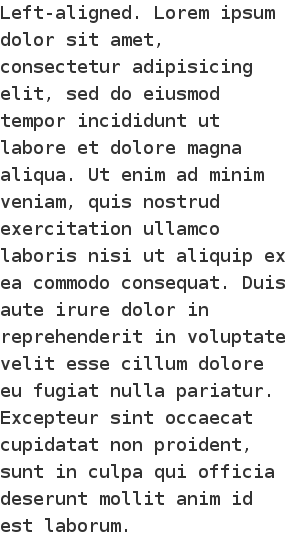 Left-aligned. Lorem ipsum
dolor sit amet,
consectetur adipisicing
elit, sed do eiusmod
tempor incididunt ut
labore et dolore magna
aliqua. Ut enim ad minim
veniam, quis nostrud
exercitation ullamco
laboris nisi ut aliquip ex
ea commodo consequat. Duis
aute irure dolor in
reprehenderit in voluptate
velit esse cillum dolore
eu fugiat nulla pariatur.
Excepteur sint occaecat
cupidatat non proident,
sunt in culpa qui officia
deserunt mollit anim id
est laborum.